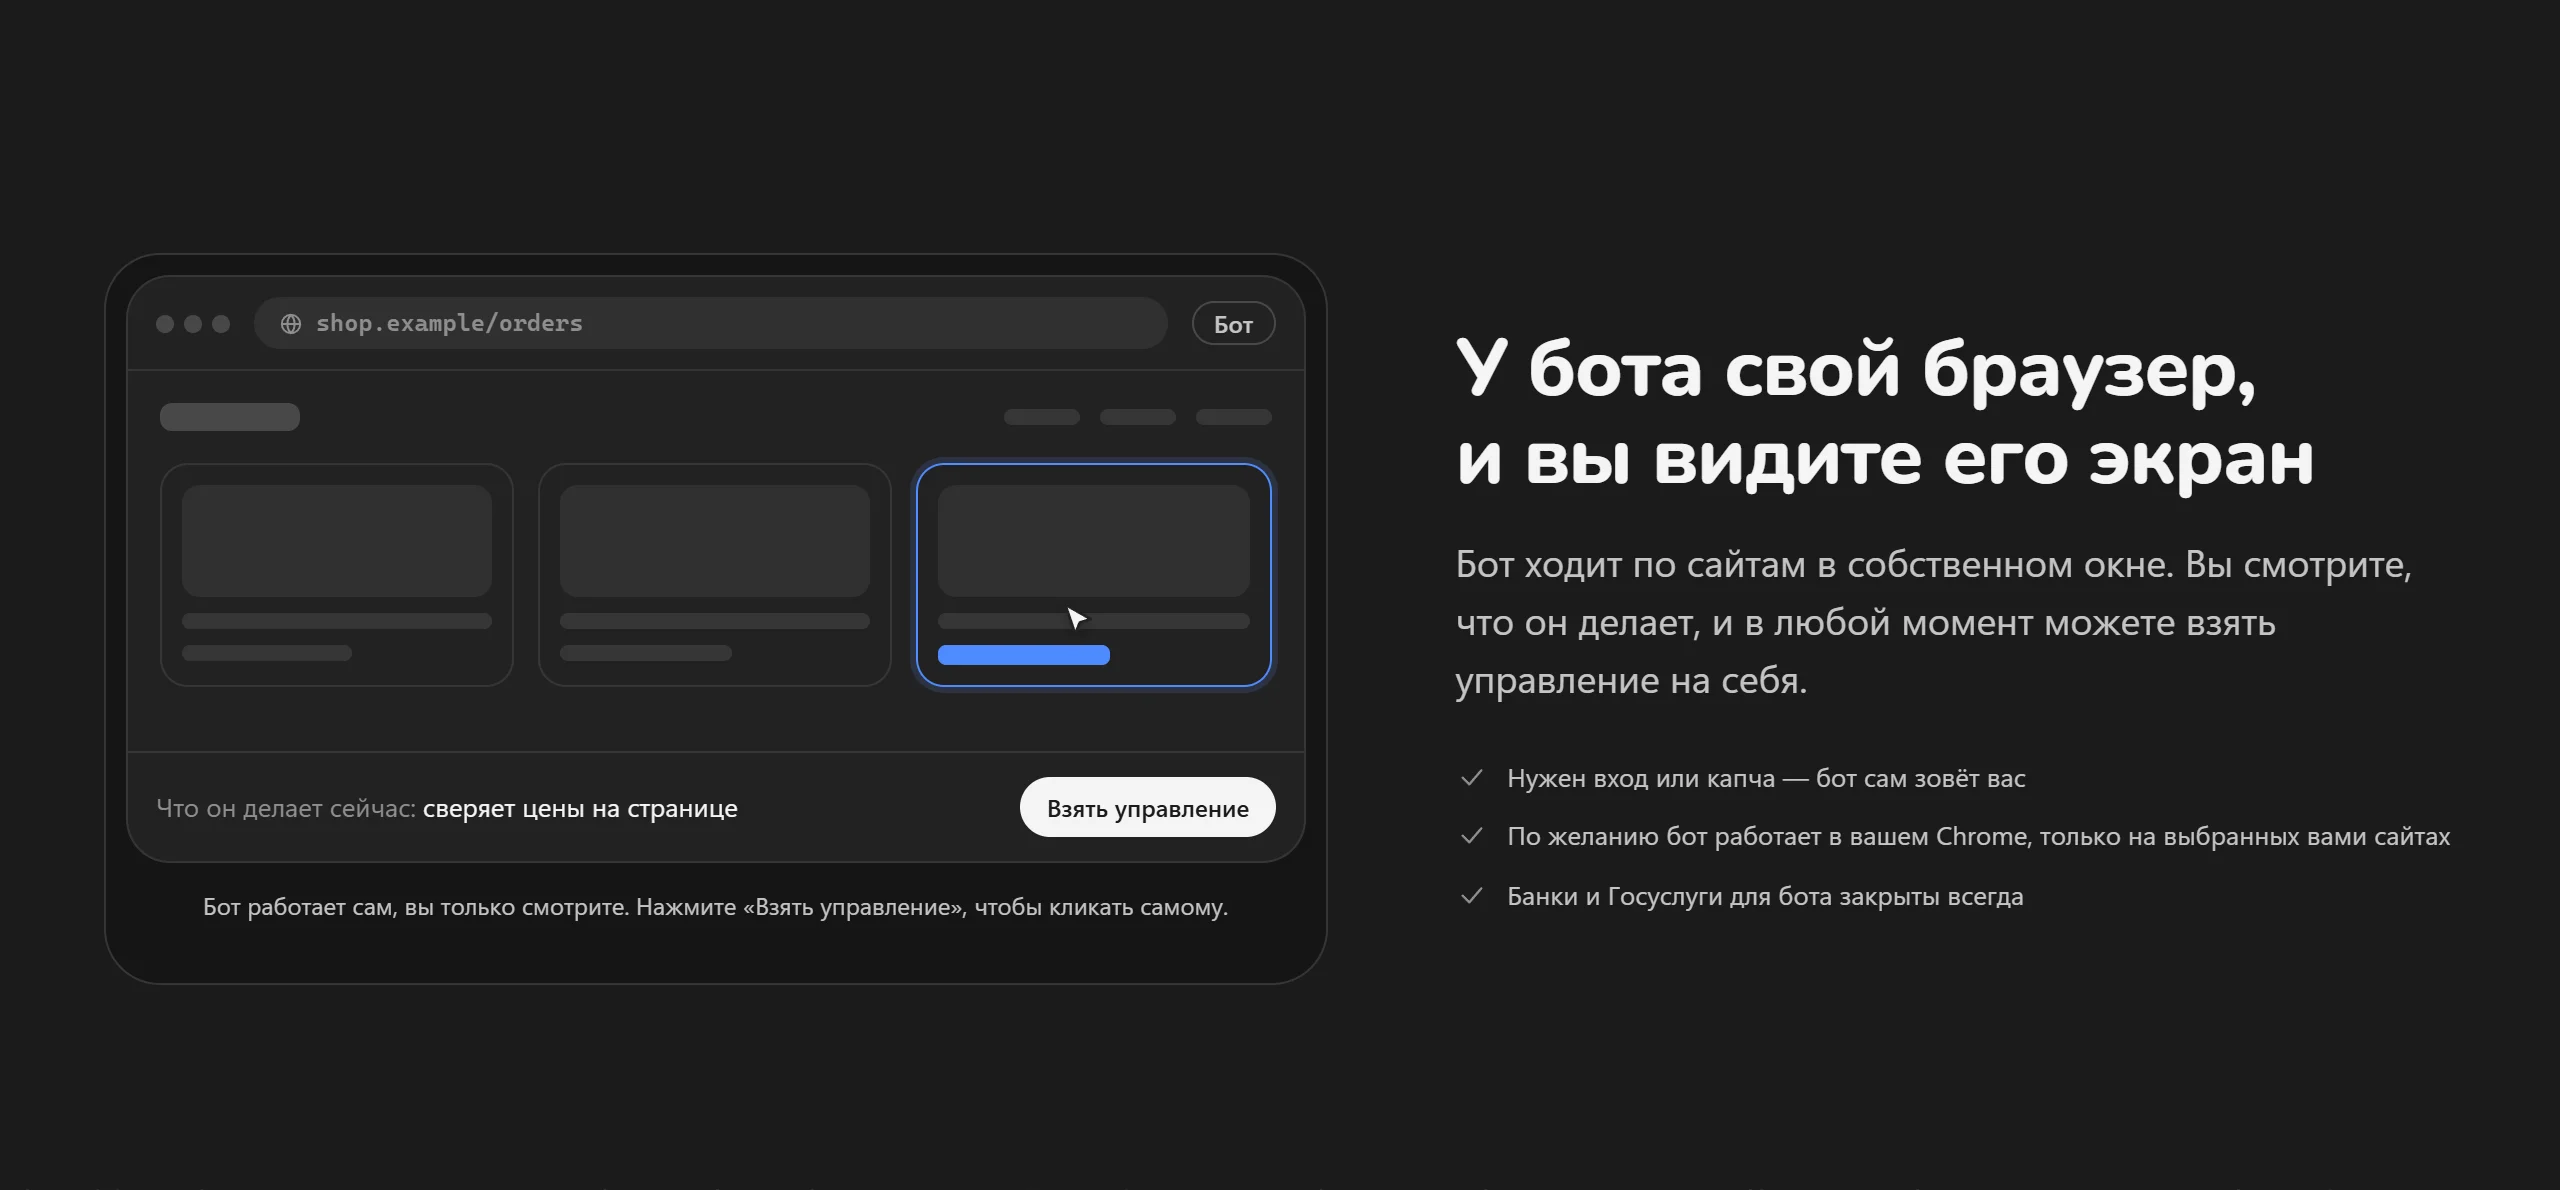 shop.example/orders
Бот
Что он делает сейчас: сверяет цены на странице
Взять управление
Бот работает сам, вы только смотрите. Нажмите «Взять управление», чтобы кликать самому.
У бота свой браузер,
и вы видите его экран
Бот ходит по сайтам в собственном окне. Вы смотрите,
что он делает, и в любой момент можете взять
управление на себя.
Нужен вход или капча — бот сам зовёт вас
По желанию бот работает в вашем Chrome, только на выбранных вами сайтах
Банки и Госуслуги для бота закрыты всегда